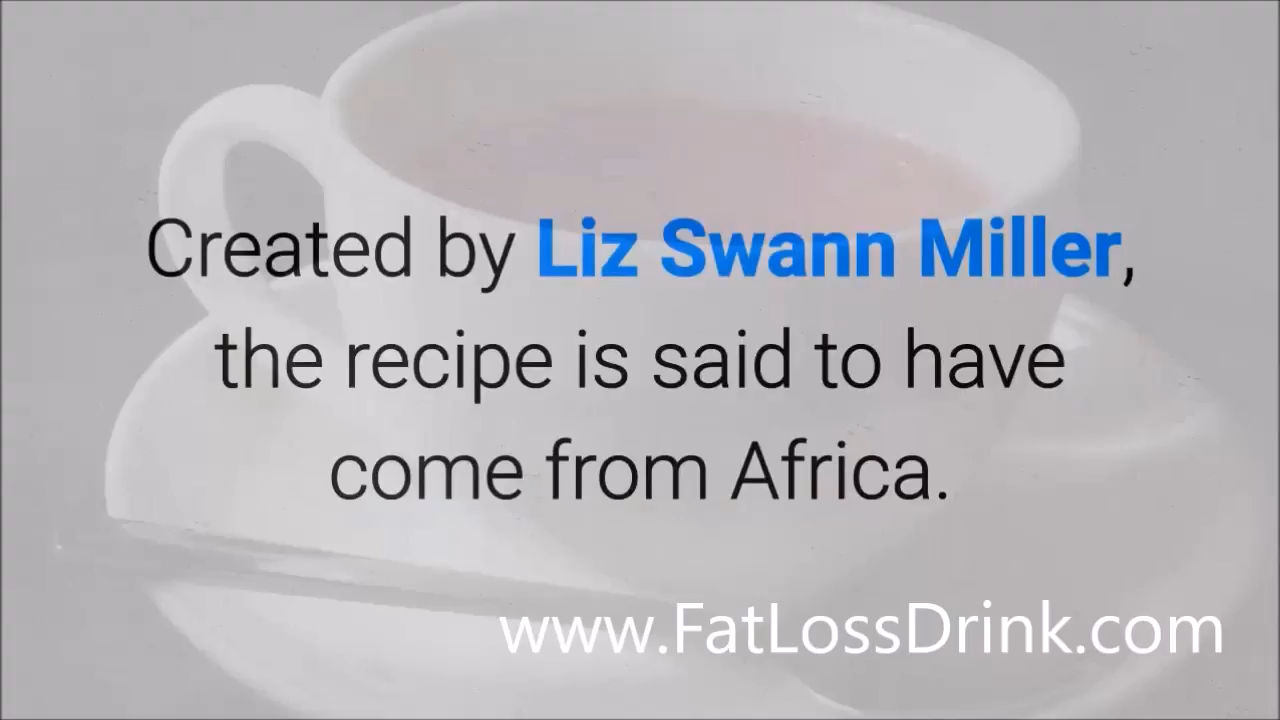 Created by Liz Swann Miller,
the recipe is said to have
come from Africa.
www.FatLossDrink.com